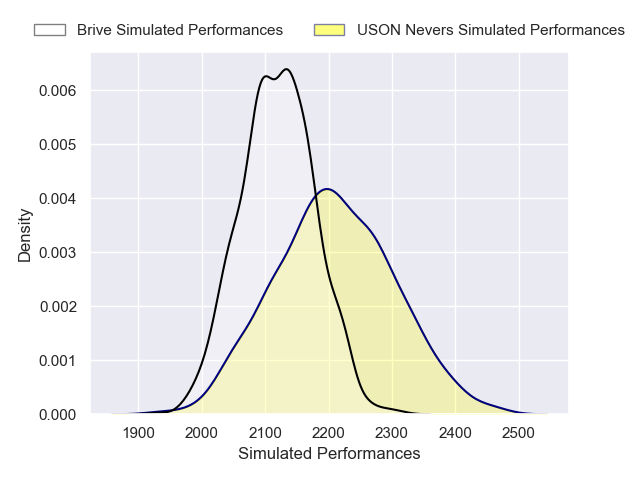 Brive Simulated Performances
USON Nevers Simulated Performances
Density
0.006
0.005
0.004
0.003
0.002
0.001
0.000
1900 2000 2100 2200 2300 2400 2500
Simulated Performances